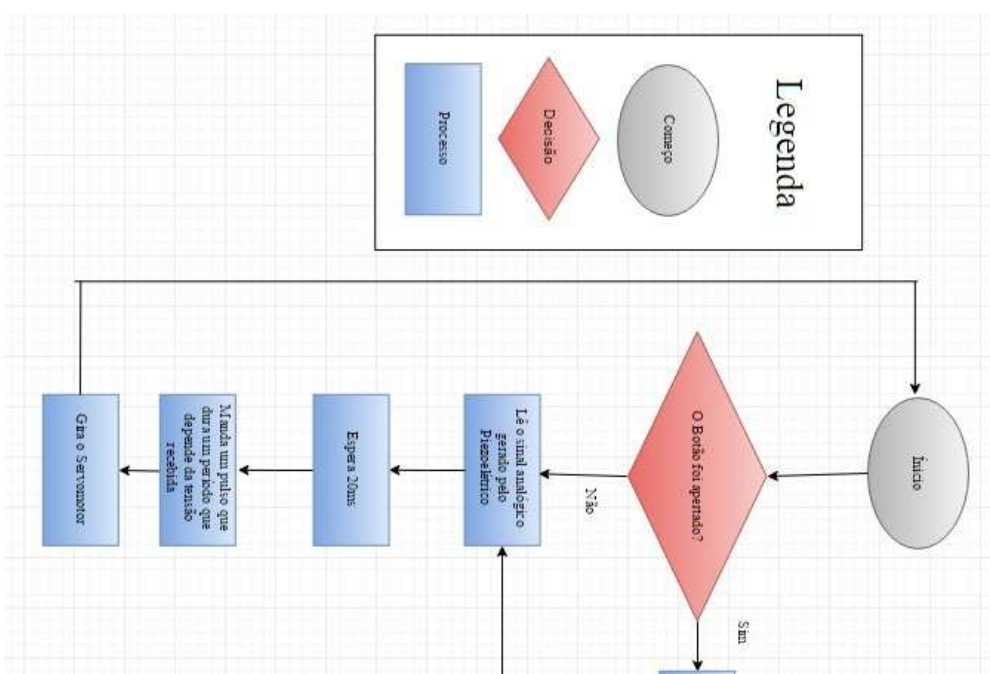 Legenda
Começo
Decisão
Processo
Ínicio
O Botão foi apertado?
Sim
Não
Lê o sinal analógico
gerado pelo
Piezoelétrico
Espera 20ms
Manda um pulso que
dura um período que
depende da tensão
recebida
Gira o Servomotor